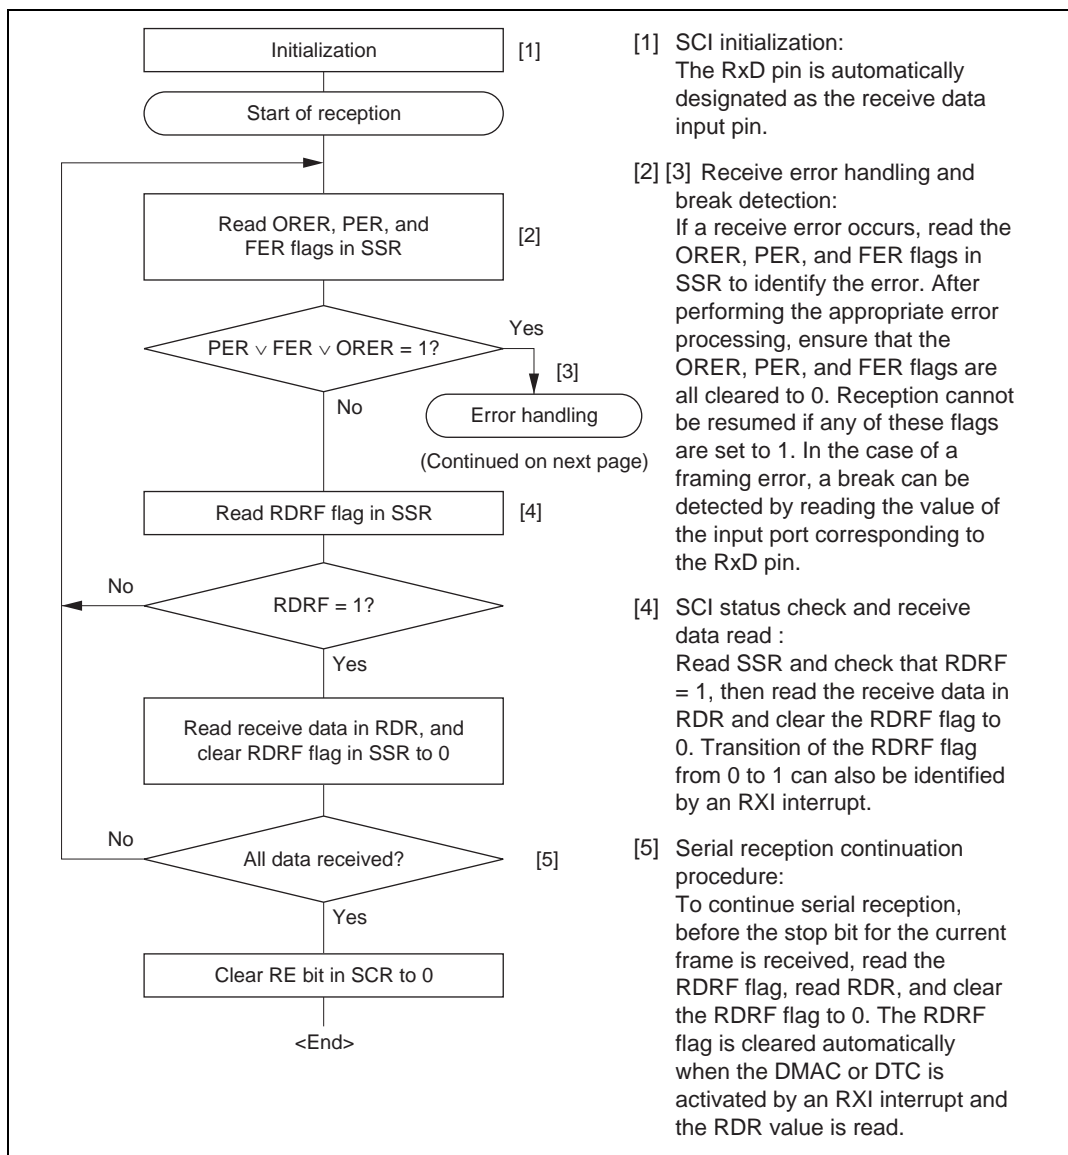 Initialization
[1]
Start of reception
Read ORER, PER, and
FER flags in SSR
[2]
PER ∨ FER ∨ ORER = 1?
Yes
[3]
No
Error handling
(Continued on next page)
Read RDRF flag in SSR
[4]
No
RDRF = 1?
Yes
Read receive data in RDR, and
clear RDRF flag in SSR to 0
No
All data received?
[5]
Yes
Clear RE bit in SCR to 0
<End>
[1] SCI initialization:
The RxD pin is automatically
designated as the receive data
input pin.
[2] [3] Receive error handling and
break detection:
If a receive error occurs, read the
ORER, PER, and FER flags in
SSR to identify the error. After
performing the appropriate error
processing, ensure that the
ORER, PER, and FER flags are
all cleared to 0. Reception cannot
be resumed if any of these flags
are set to 1. In the case of a
framing error, a break can be
detected by reading the value of
the input port corresponding to
the RxD pin.
[4] SCI status check and receive
data read :
Read SSR and check that RDRF
= 1, then read the receive data in
RDR and clear the RDRF flag to
0. Transition of the RDRF flag
from 0 to 1 can also be identified
by an RXI interrupt.
[5] Serial reception continuation
procedure:
To continue serial reception,
before the stop bit for the current
frame is received, read the
RDRF flag, read RDR, and clear
the RDRF flag to 0. The RDRF
flag is cleared automatically
when the DMAC or DTC is
activated by an RXI interrupt and
the RDR value is read.